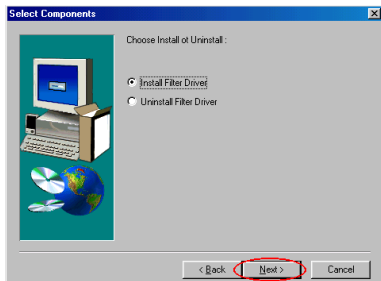 Select Components
Choose Install ot Uninstall :
Install Filter Driver
Uninstall Filter Driver
< Back
Next >
Cancel